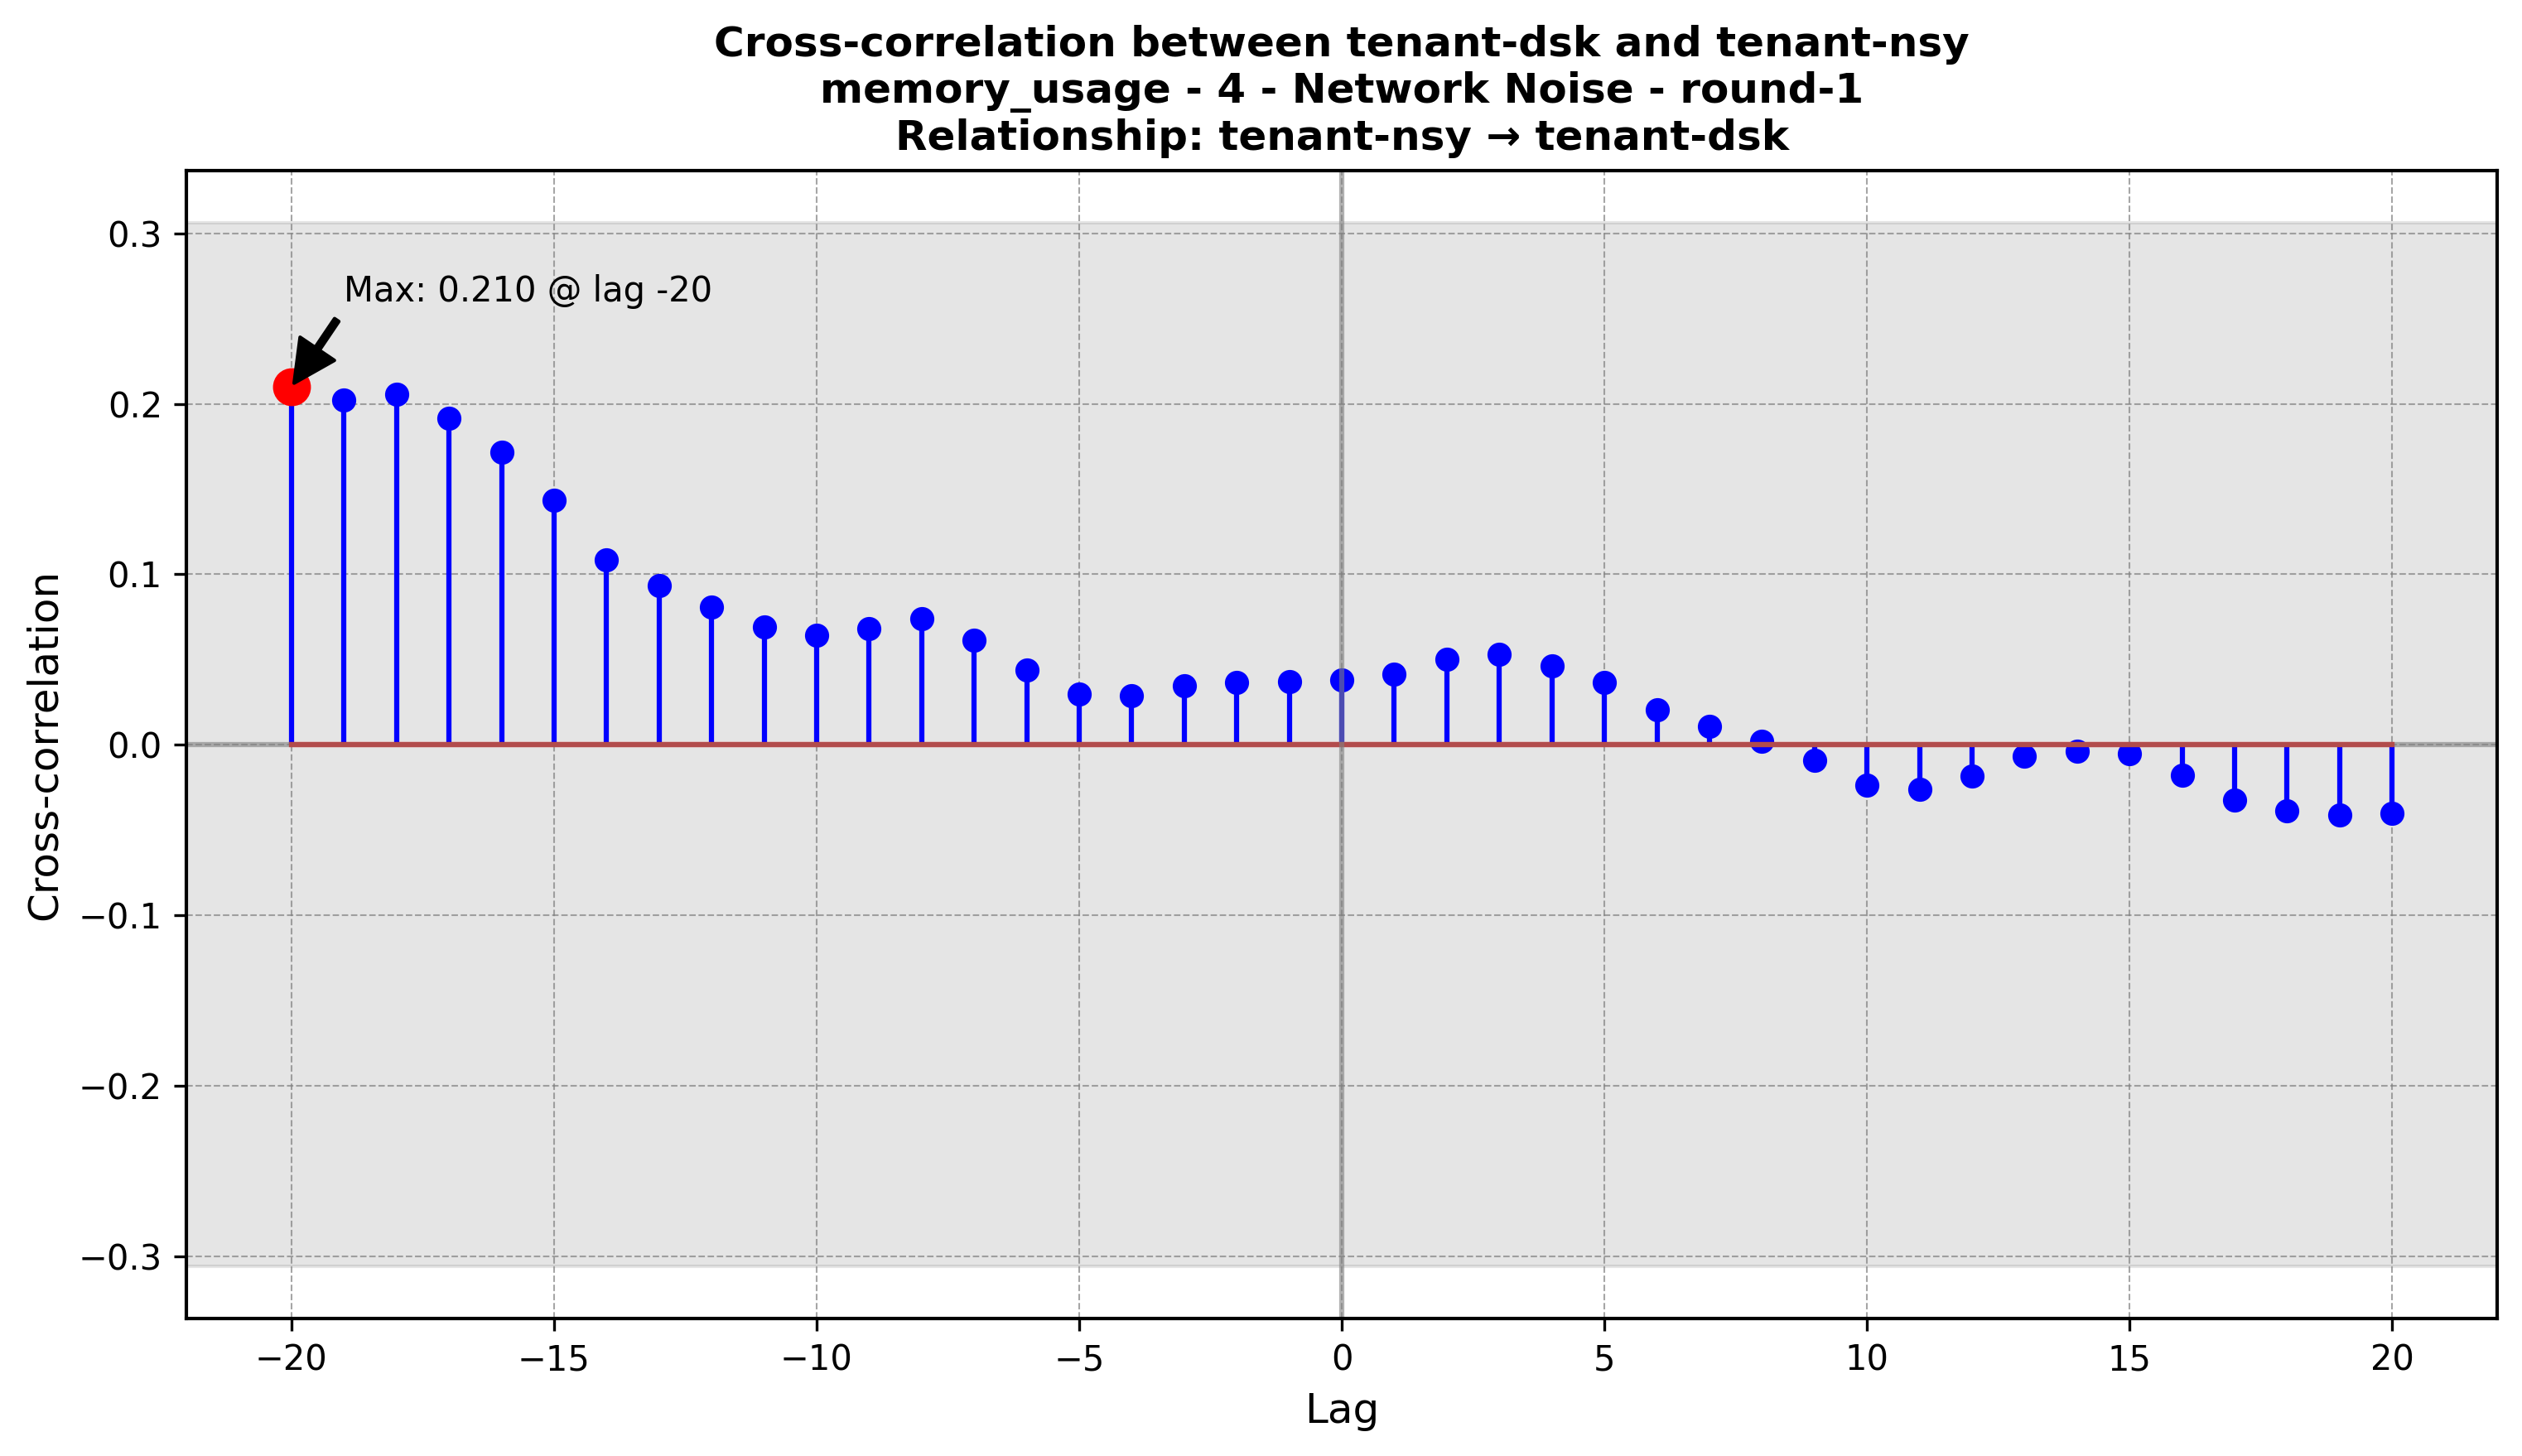 Cross-correlation between tenant-dsk and tenant-nsy
memory_usage - 4 - Network Noise - round-1
Relationship: tenant-nsy → tenant-dsk
Max: 0.210 @ lag -20
Cross-correlation
0.3
0.2
0.1
0.0
−0.1
−0.2
−0.3
−20 −15 −10 −5 0 5 10 15 20
Lag